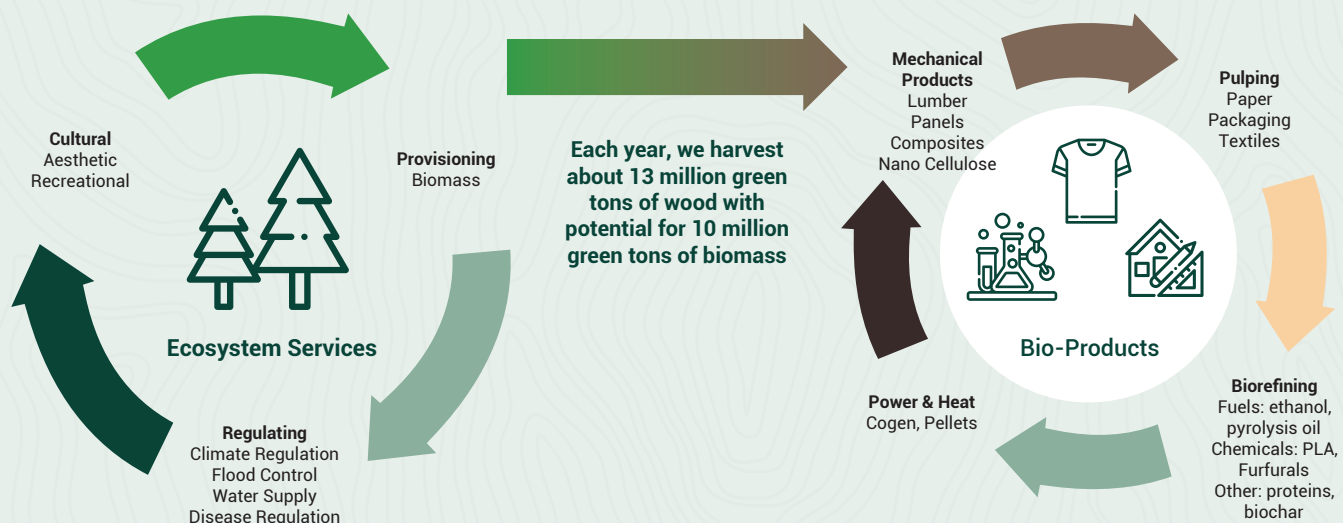 Cultural
Aesthetic
Recreational
Provisioning
Biomass
Ecosystem Services
Regulating
Climate Regulation
Flood Control
Water Supply
Disease Regulation
Each year, we harvest
about 13 million green
tons of wood with
potential for 10 million
green tons of biomass
Mechanical
Products
Lumber
Panels
Composites
Nano Cellulose
Pulping
Paper
Packaging
Textiles
Bio-Products
Biorefining
Fuels: ethanol,
pyrolysis oil
Chemicals: PLA,
Furfurals
Other: proteins,
biochar
Power & Heat
Cogen, Pellets